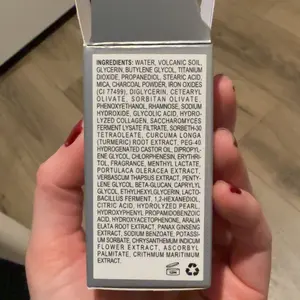 INGREDIENTS: WATER, VOLCANIC SOIL,
GLYCERIN, BUTYLENE GLYCOL, TITANIUM
DIOXIDE, PROPANEDIOL, STEARIC ACID,
MICA, CHARCOAL POWDER, IRON OXIDES
(CI 77499), DIGLYCERIN, CETEARYL
OLIVATE, SORBITAN OLIVATE,
PHENOXYETHANOL, RHAMNOSE, SODIUM
HYDROXIDE, GLYCOLIC ACID, HYDRO-
LYZED COLLAGEN, SACCHAROMYCES
FERMENT LYSATE FILTRATE, SORBETH-30
TETRAOLEATE, CURCUMA LONGA
(TURMERIC) ROOT EXTRACT, PEG-40
HYDROGENATED CASTOR OIL, DIPROPYL-
ENE GLYCOL, CHLORPHENESIN, ERYTHRI-
TOL, FRAGRANCE, MENTHYL LACTATE,
PORTULACA OLERACEA EXTRACT,
VERBASCUM THAPSUS EXTRACT, PENTY-
LENE GLYCOL, BETA-GLUCAN, CAPRYLYL
GLYCOL, ETHYLHEXYLGLYCERIN, LACTO-
BACILLUS FERMENT, 1,2-HEXANEDIOL,
CITRIC ACID, HYDROLYZED PEARL,
HYDROXYPHENYL PROPAMIDOBENZOIC
ACID, HYDROXYACETOPHENONE, ARALIA
ELATA ROOT EXTRACT, PANAX GINSENG
EXTRACT, SODIUM BENZOATE, POTASSI-
UM SORBATE, CHRYSANTHEMUM INDICUM
FLOWER EXTRACT, ASCORBYL
PALMITATE, CRITHMUM MARITIMUM
EXTRACT.